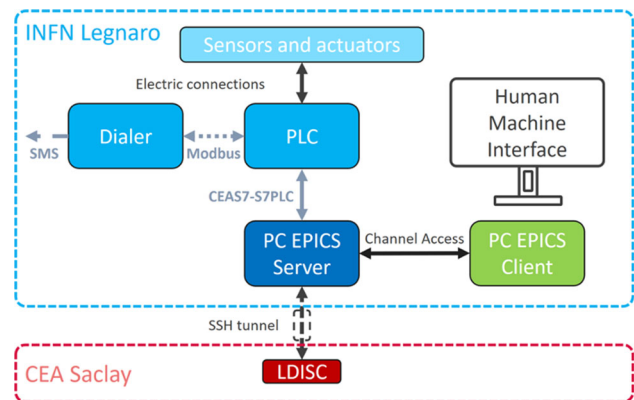 INFN Legnaro
Sensors and actuators
Electric connections
Human
Machine
Interface
Dialer
PLC
SMS
Modbus
CEAS7-S7PLC
PC EPICS
Server
Channel Access
PC EPICS
Client
SSH tunnel
CEA Saclay
LDISC